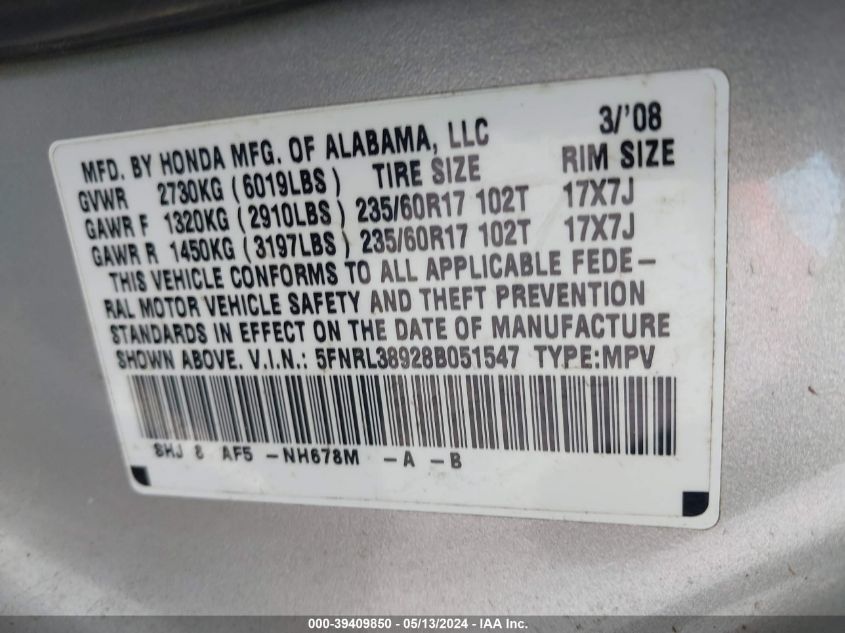 MFD. BY HONDA MFG. OF ALABAMA, LLC 3/'08
GVWR 2730KG (6019LBS) TIRE SIZE RIM SIZE
GAWR F 1320KG (2910LBS) 235/60R17 102T 17X7J
GAWR R 1450KG (3197LBS) 235/60R17 102T 17X7J
THIS VEHICLE CONFORMS TO ALL APPLICABLE FEDE-
RAL MOTOR VEHICLE SAFETY AND THEFT PREVENTION
STANDARDS IN EFFECT ON THE DATE OF MANUFACTURE
SHOWN ABOVE. V.I.N.: 5FNRL38928B051547 TYPE:MPV
SHJ 8 AF5 -NH678M -A -B
000-39409850 — 05/13/2024 — IAA Inc.